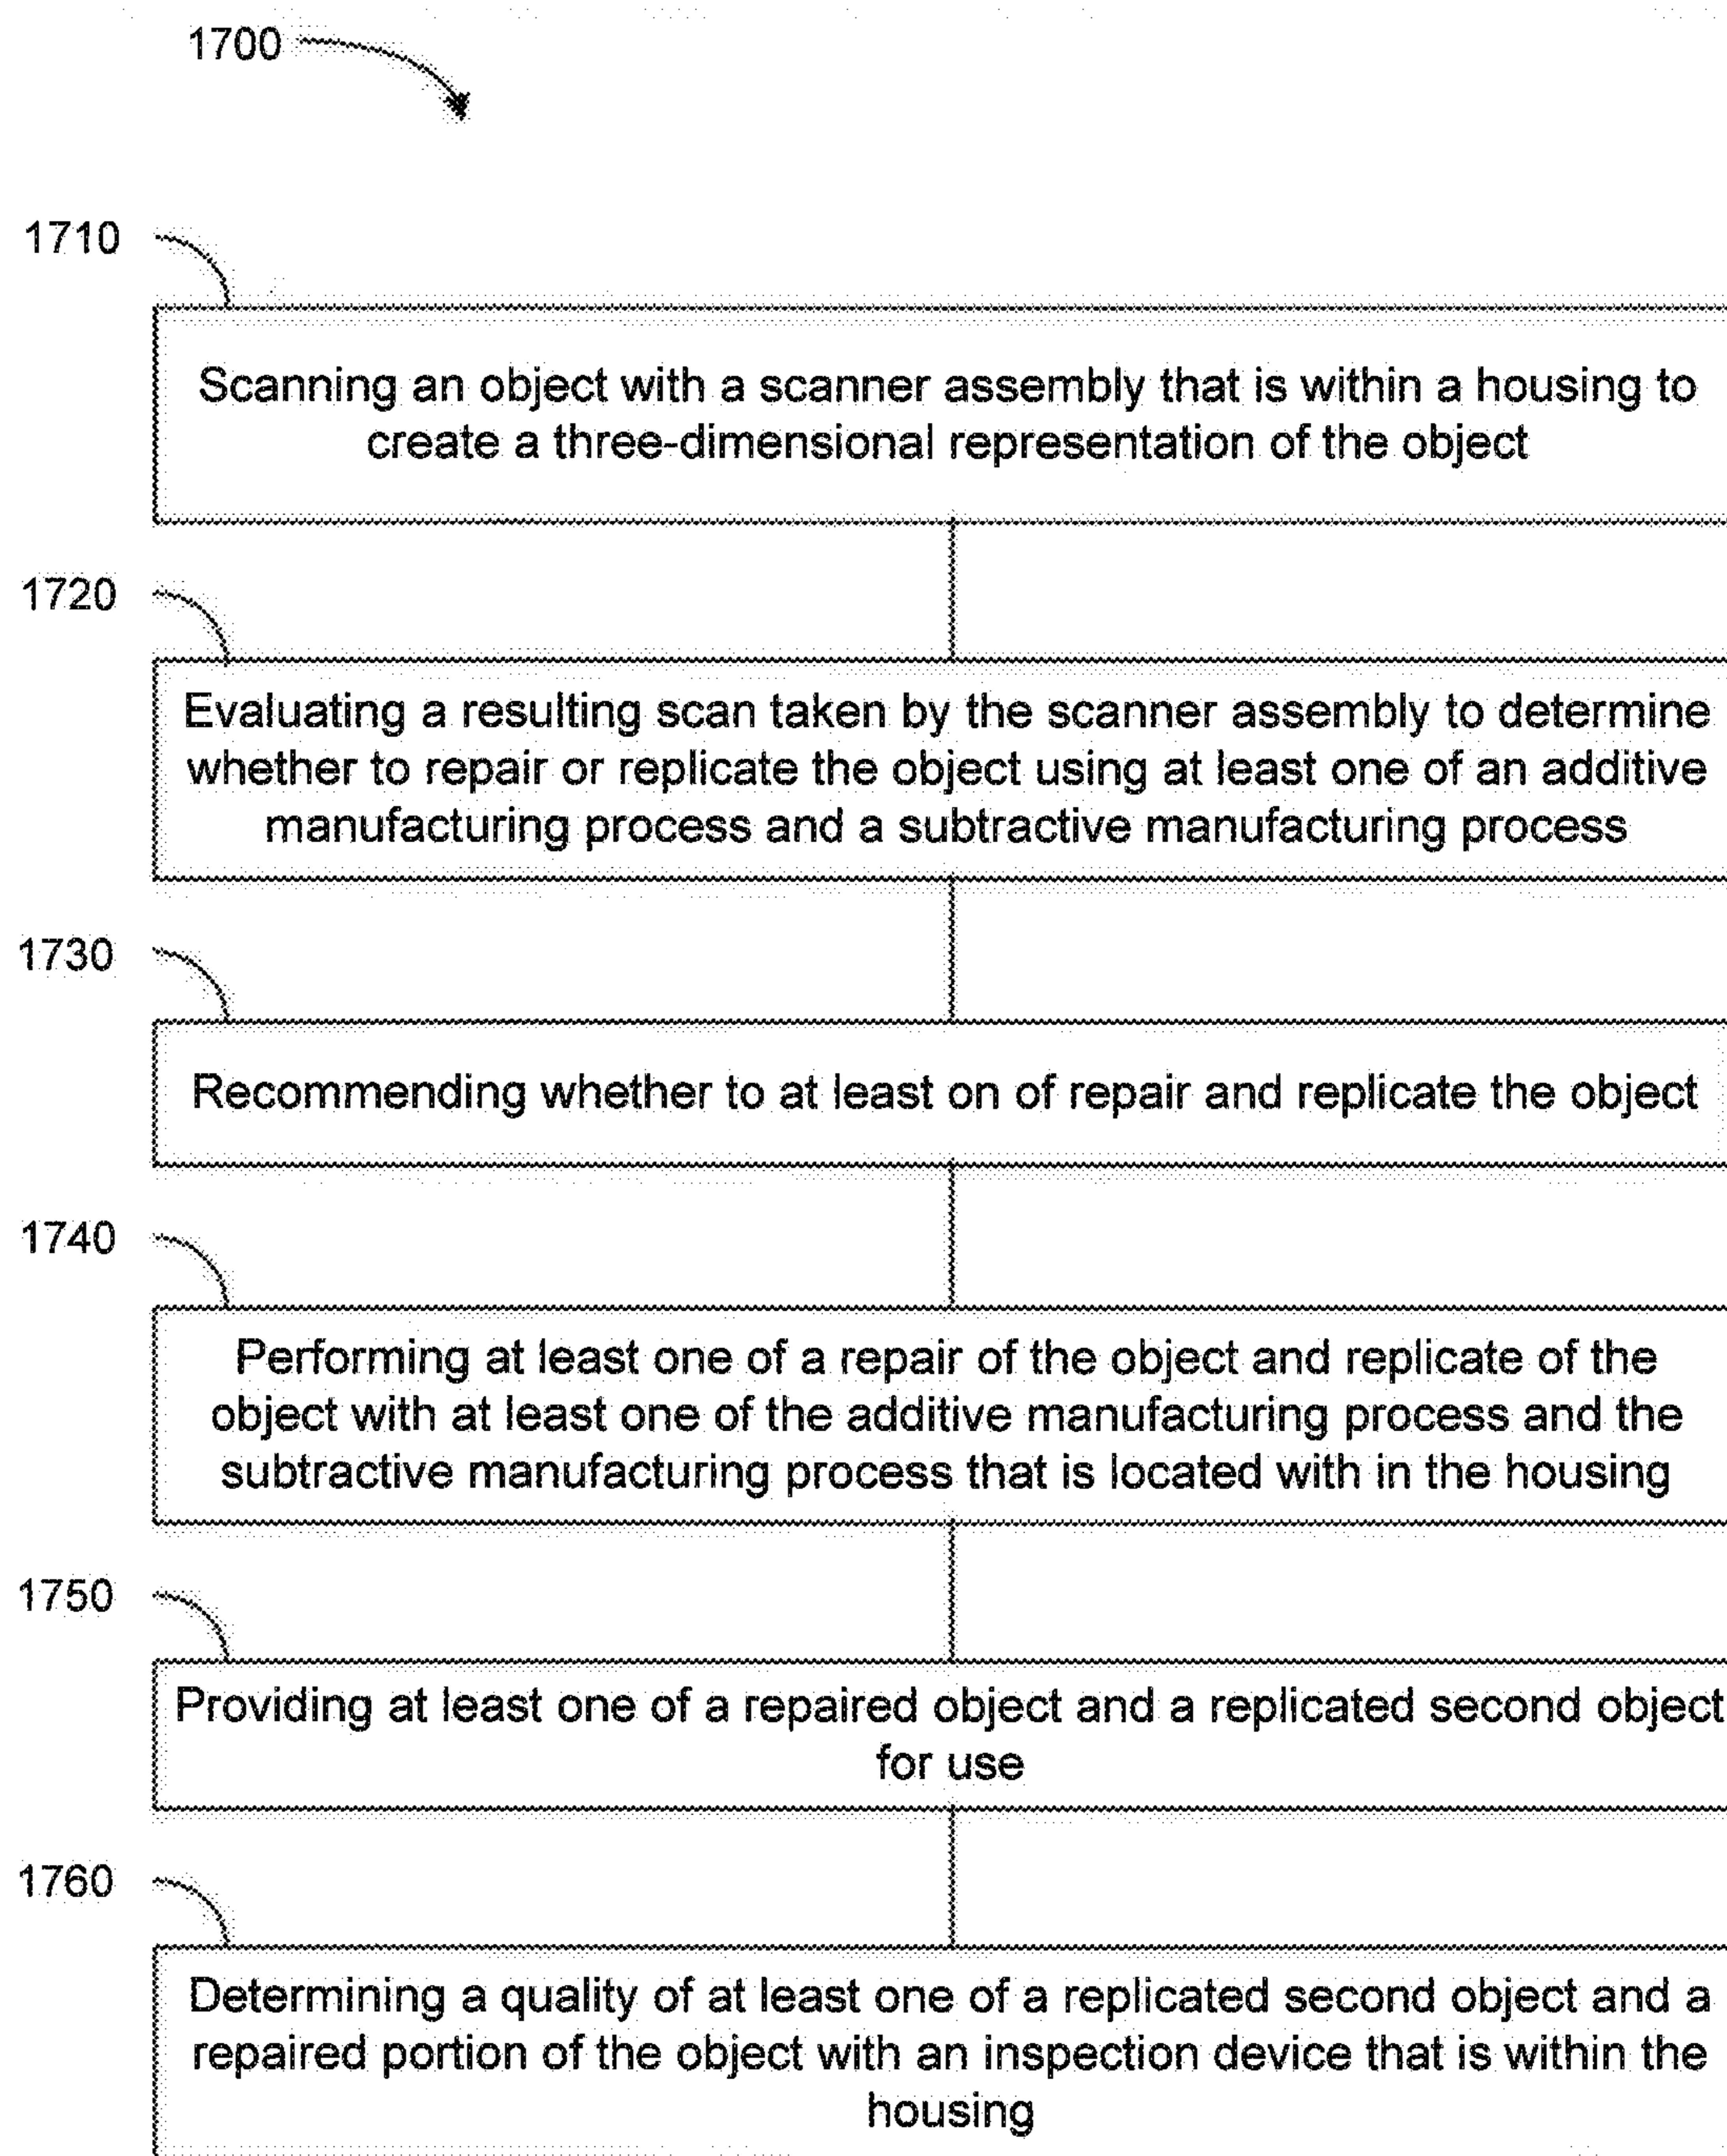 1700
1710
Scanning an object with a scanner assembly that is within a housing to
create a three-dimensional representation of the object
1720
Evaluating a resulting scan taken by the scanner assembly to determine
whether to repair or replicate the object using at least one of an additive
manufacturing process and a subtractive manufacturing process
1730
Recommending whether to at least on of repair and replicate the object
1740
Performing at least one of a repair of the object and replicate of the
object with at least one of the additive manufacturing process and the
subtractive manufacturing process that is located with in the housing
1750
Providing at least one of a repaired object and a replicated second object
for use
1760
Determining a quality of at least one of a replicated second object and a
repaired portion of the object with an inspection device that is within the
housing